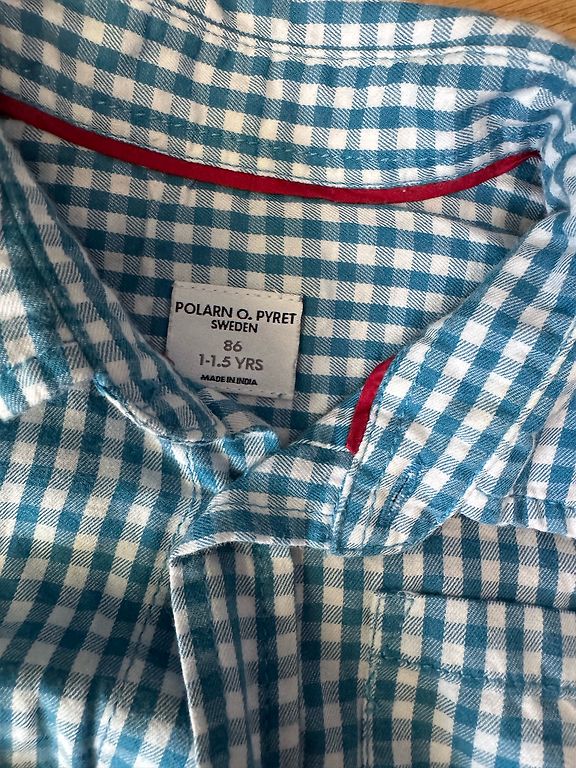 POLARN O. PYRET
SWEDEN
86
1-1.5 YRS
MADE IN INDIA